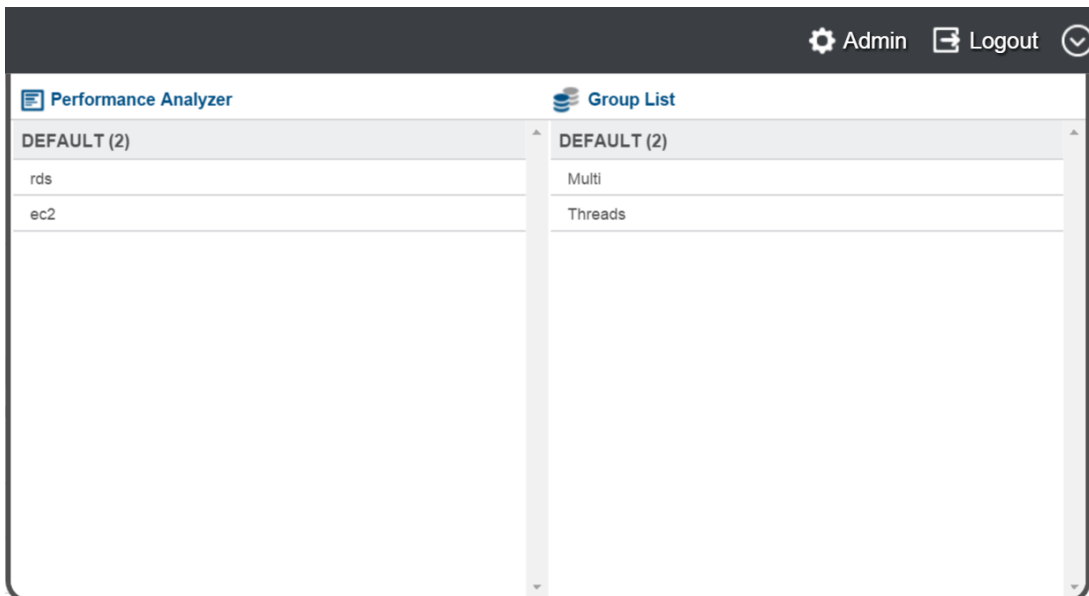 Admin Logout
Performance Analyzer
DEFAULT (2)
rds
ec2
Group List
DEFAULT (2)
Multi
Threads